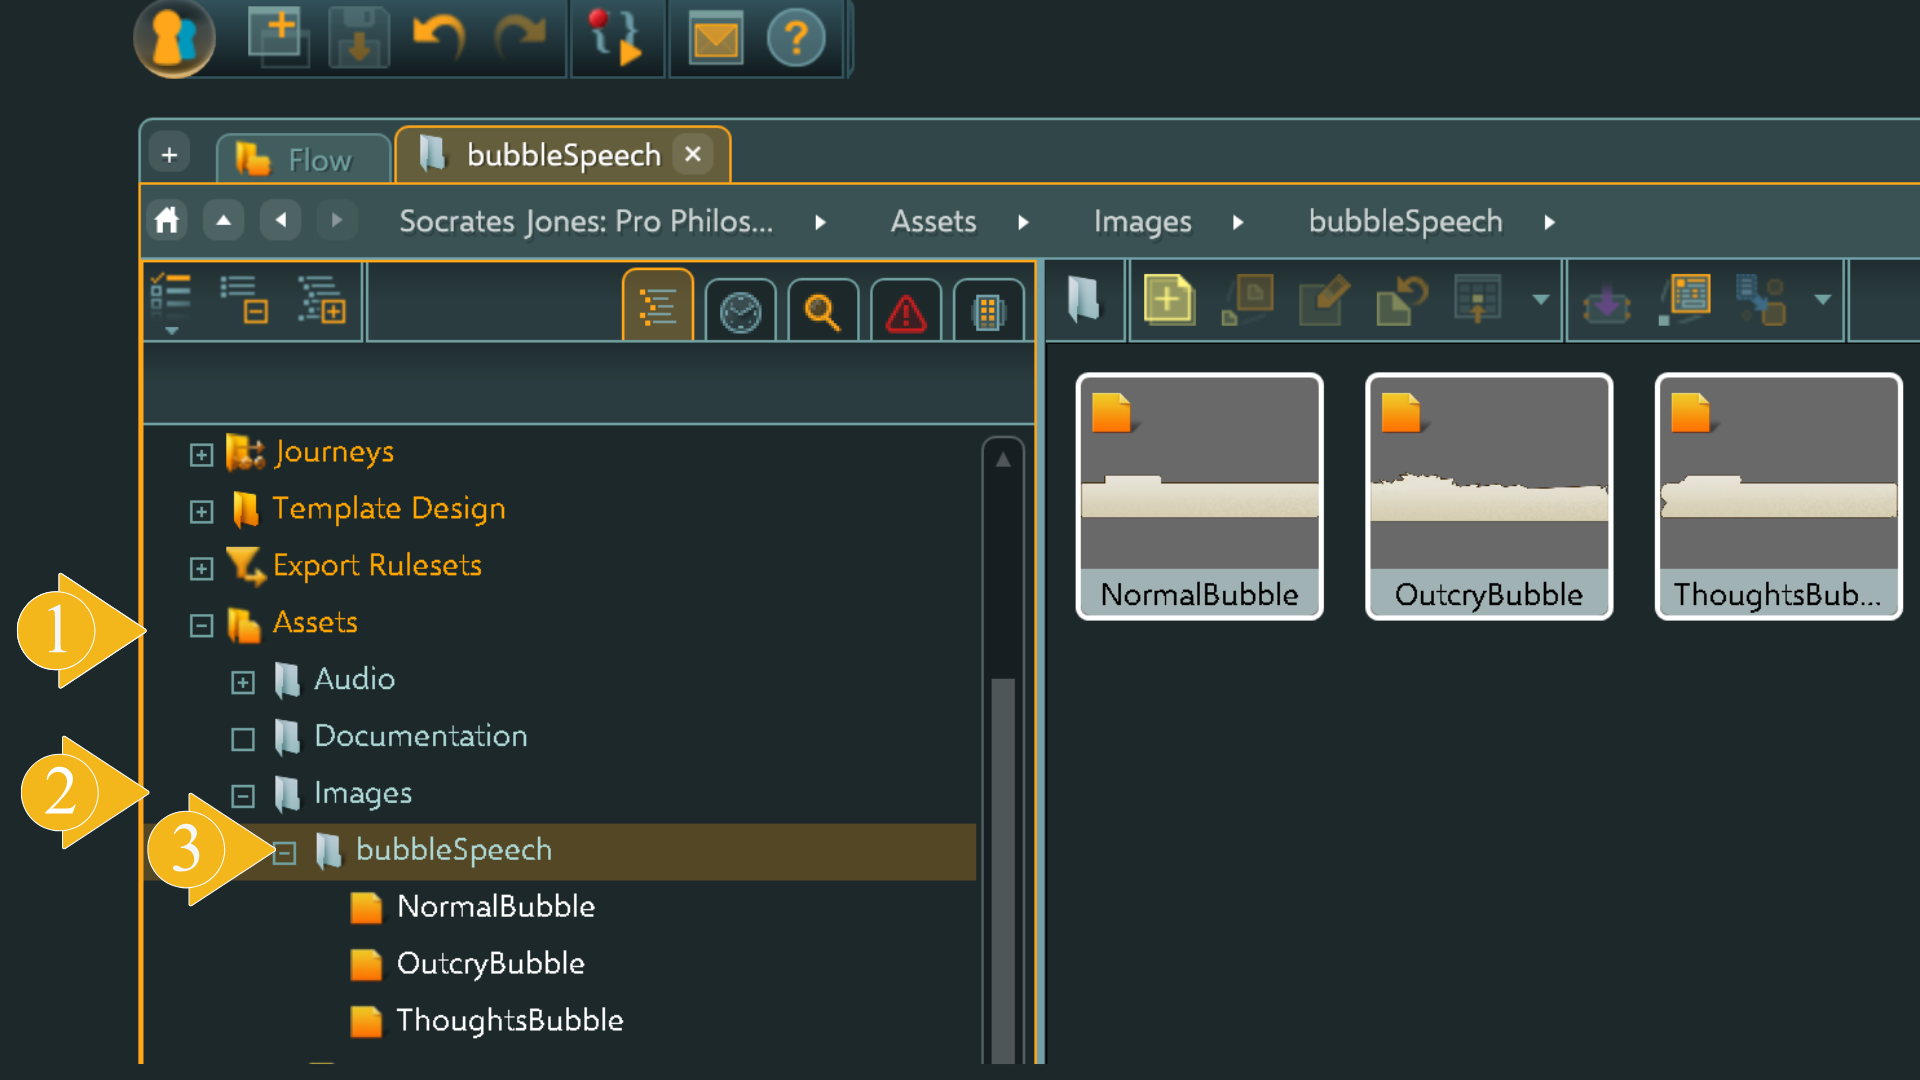 Flow
bubbleSpeech
Socrates Jones: Pro Philos...
Assets
Images
bubbleSpeech
Journeys
Template Design
Export Rulesets
1
Assets
Audio
Documentation
2
Images
3
bubbleSpeech
NormalBubble
OutcryBubble
ThoughtsBubble
NormalBubble
OutcryBubble
ThoughtsBub...